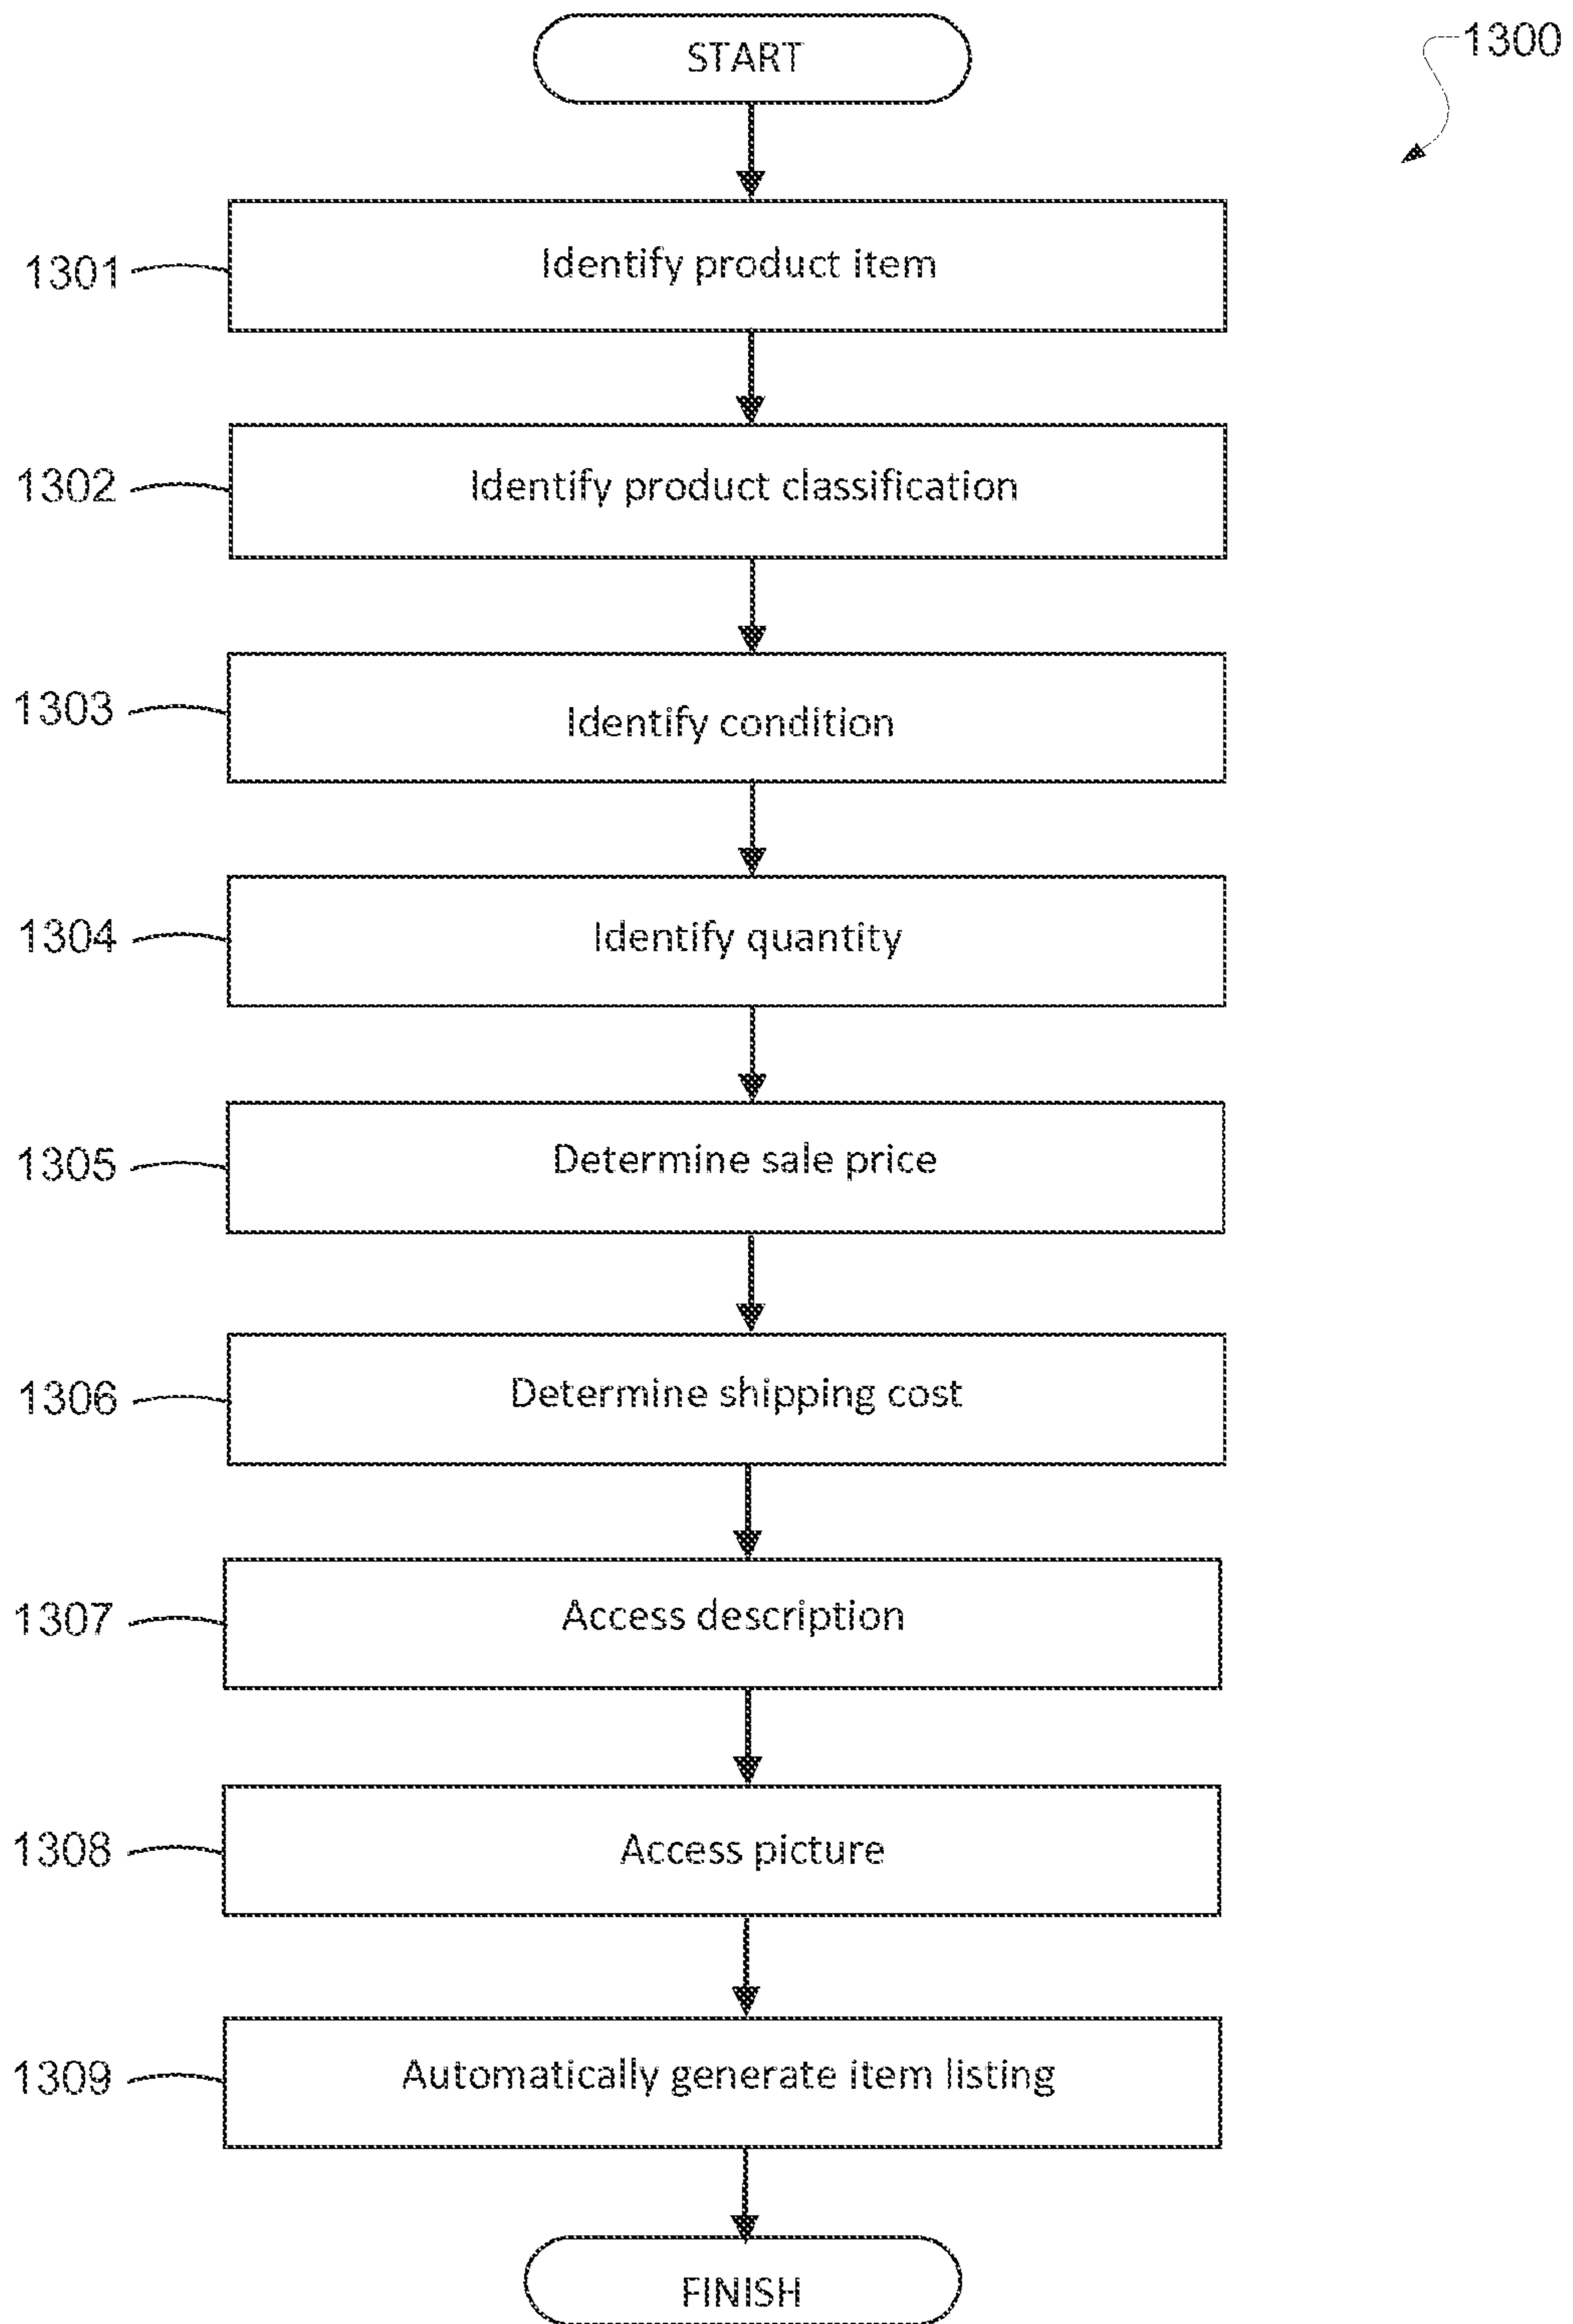 START
1300
1301
Identify product item
1302
Identify product classification
1303
Identify condition
1304
Identify quantity
1305
Determine sale price
1306
Determine shipping cost
1307
Access description
1308
Access picture
1309
Automatically generate item listing
FINISH